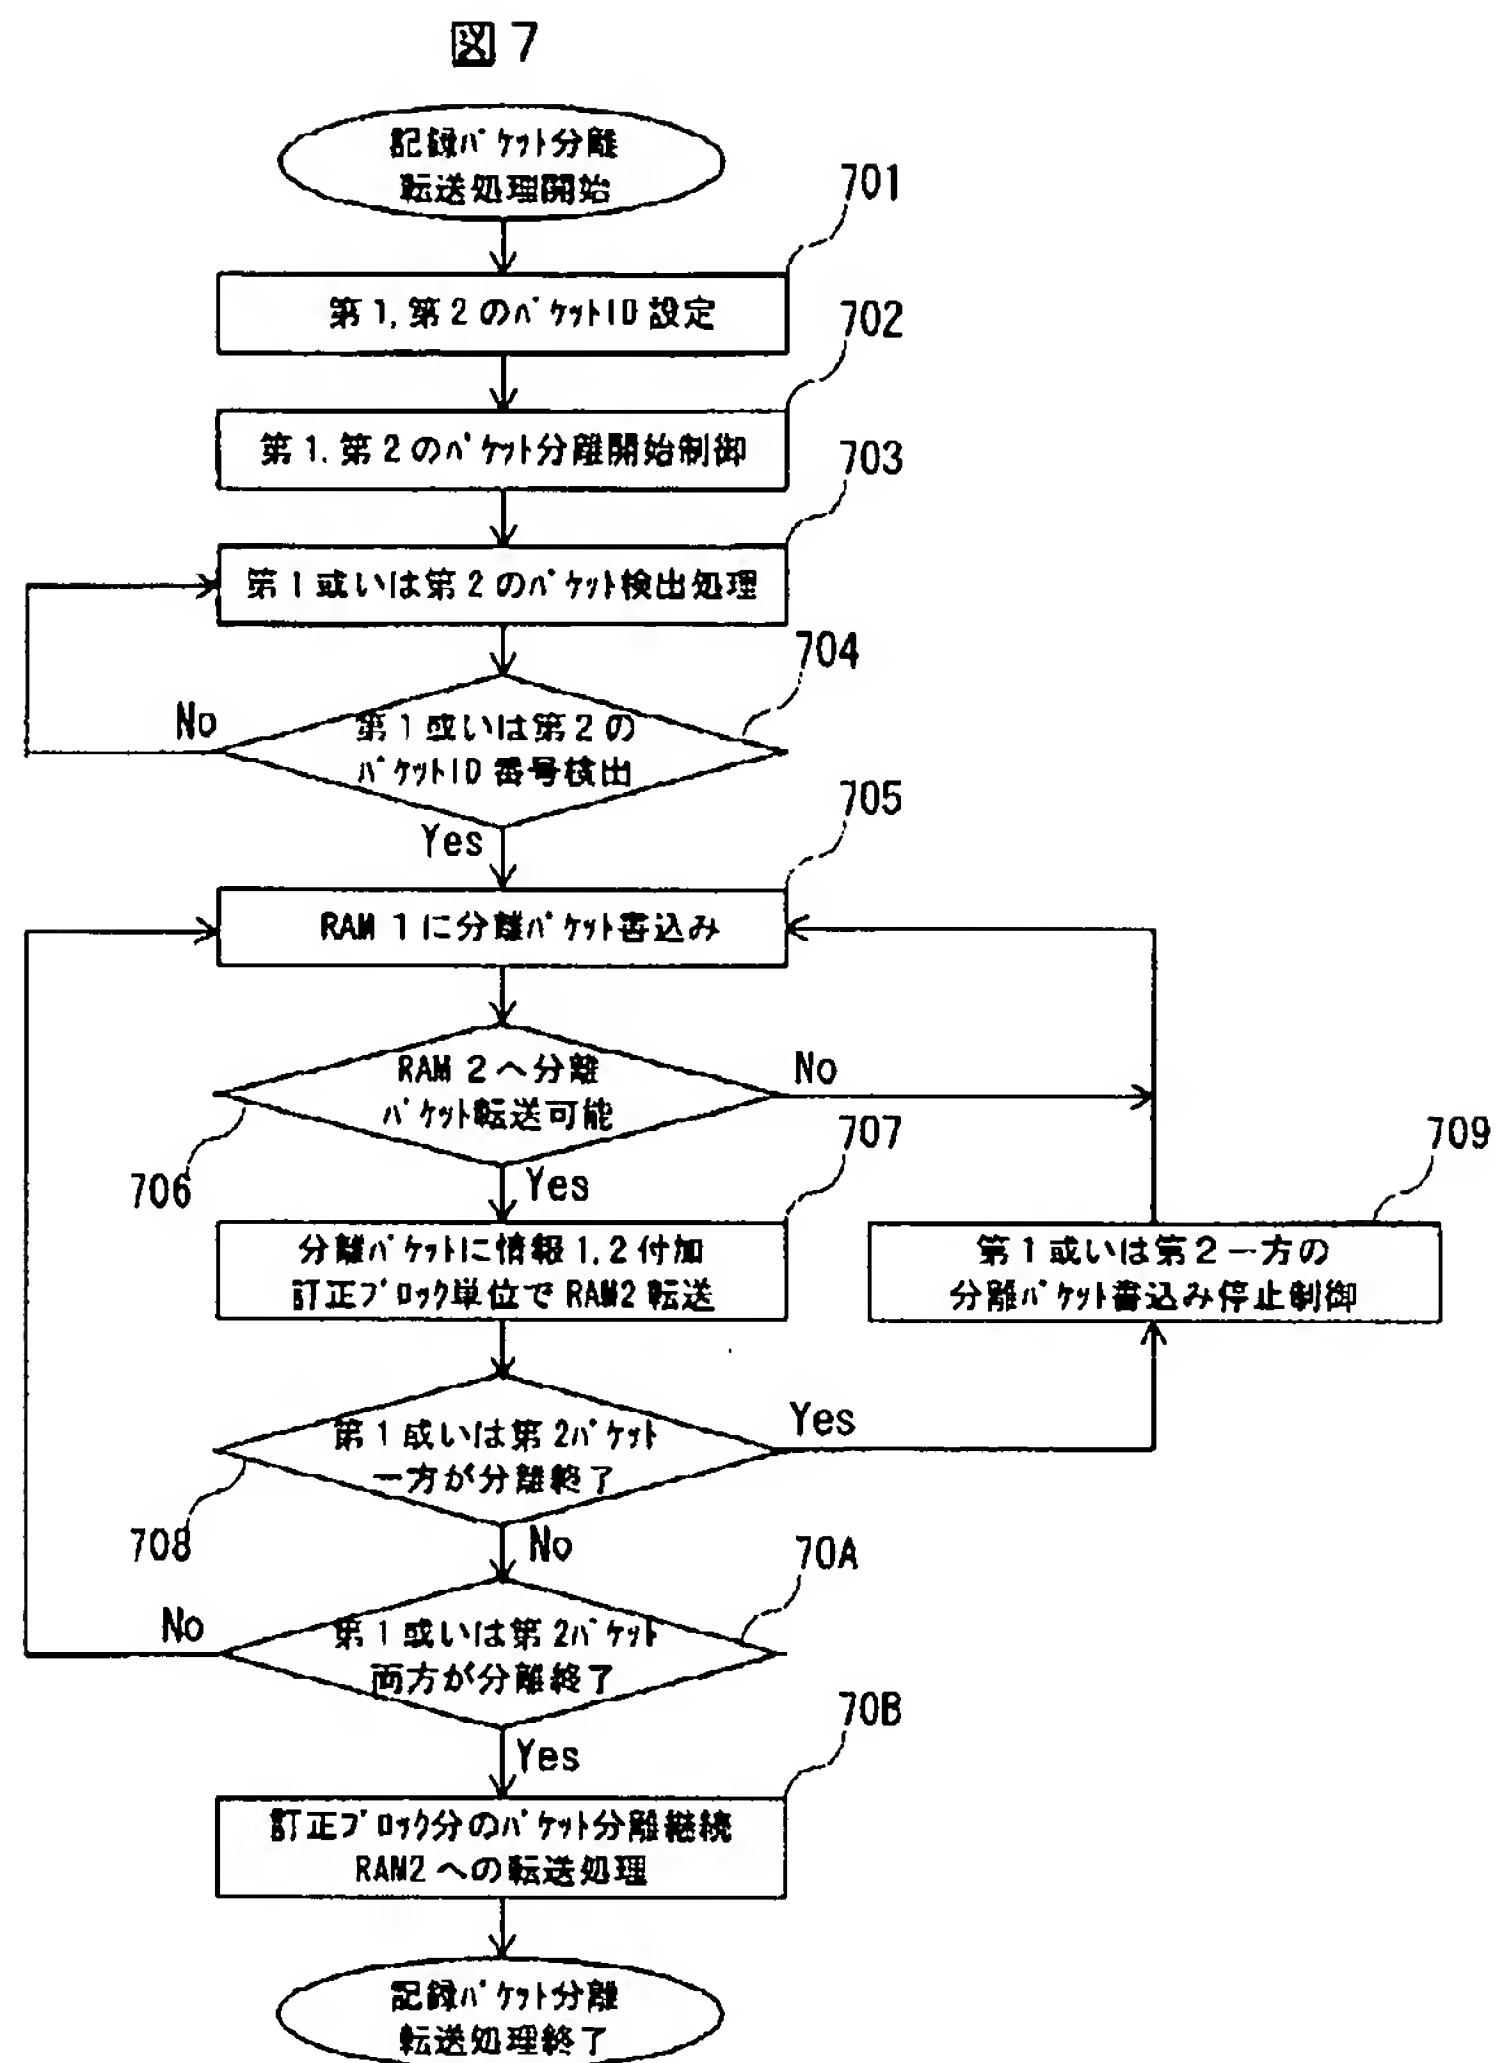 図7
記録パケット分離
転送処理開始
701
第1,第2のパケットID 設定
702
第1,第2のパケット分離開始制御
703
第1或いは第2のパケット検出処理
704
No
第1或いは第2の
パケットID 番号検出
Yes
705
RAM 1に分離パケット書込み
RAM 2へ分離
パケット転送可能
No
706
Yes
707
分離パケットに情報1,2付加
訂正ブロック単位でRAM2転送
709
第1或いは第2一方の
分離パケット書込み停止制御
第1或いは第2パケット
一方が分離終了
Yes
708
No
70A
No
第1或いは第2パケット
両方が分離終了
Yes
70B
訂正ブロック分のパケット分離継続
RAM2への転送処理
記録パケット分離
転送処理終了